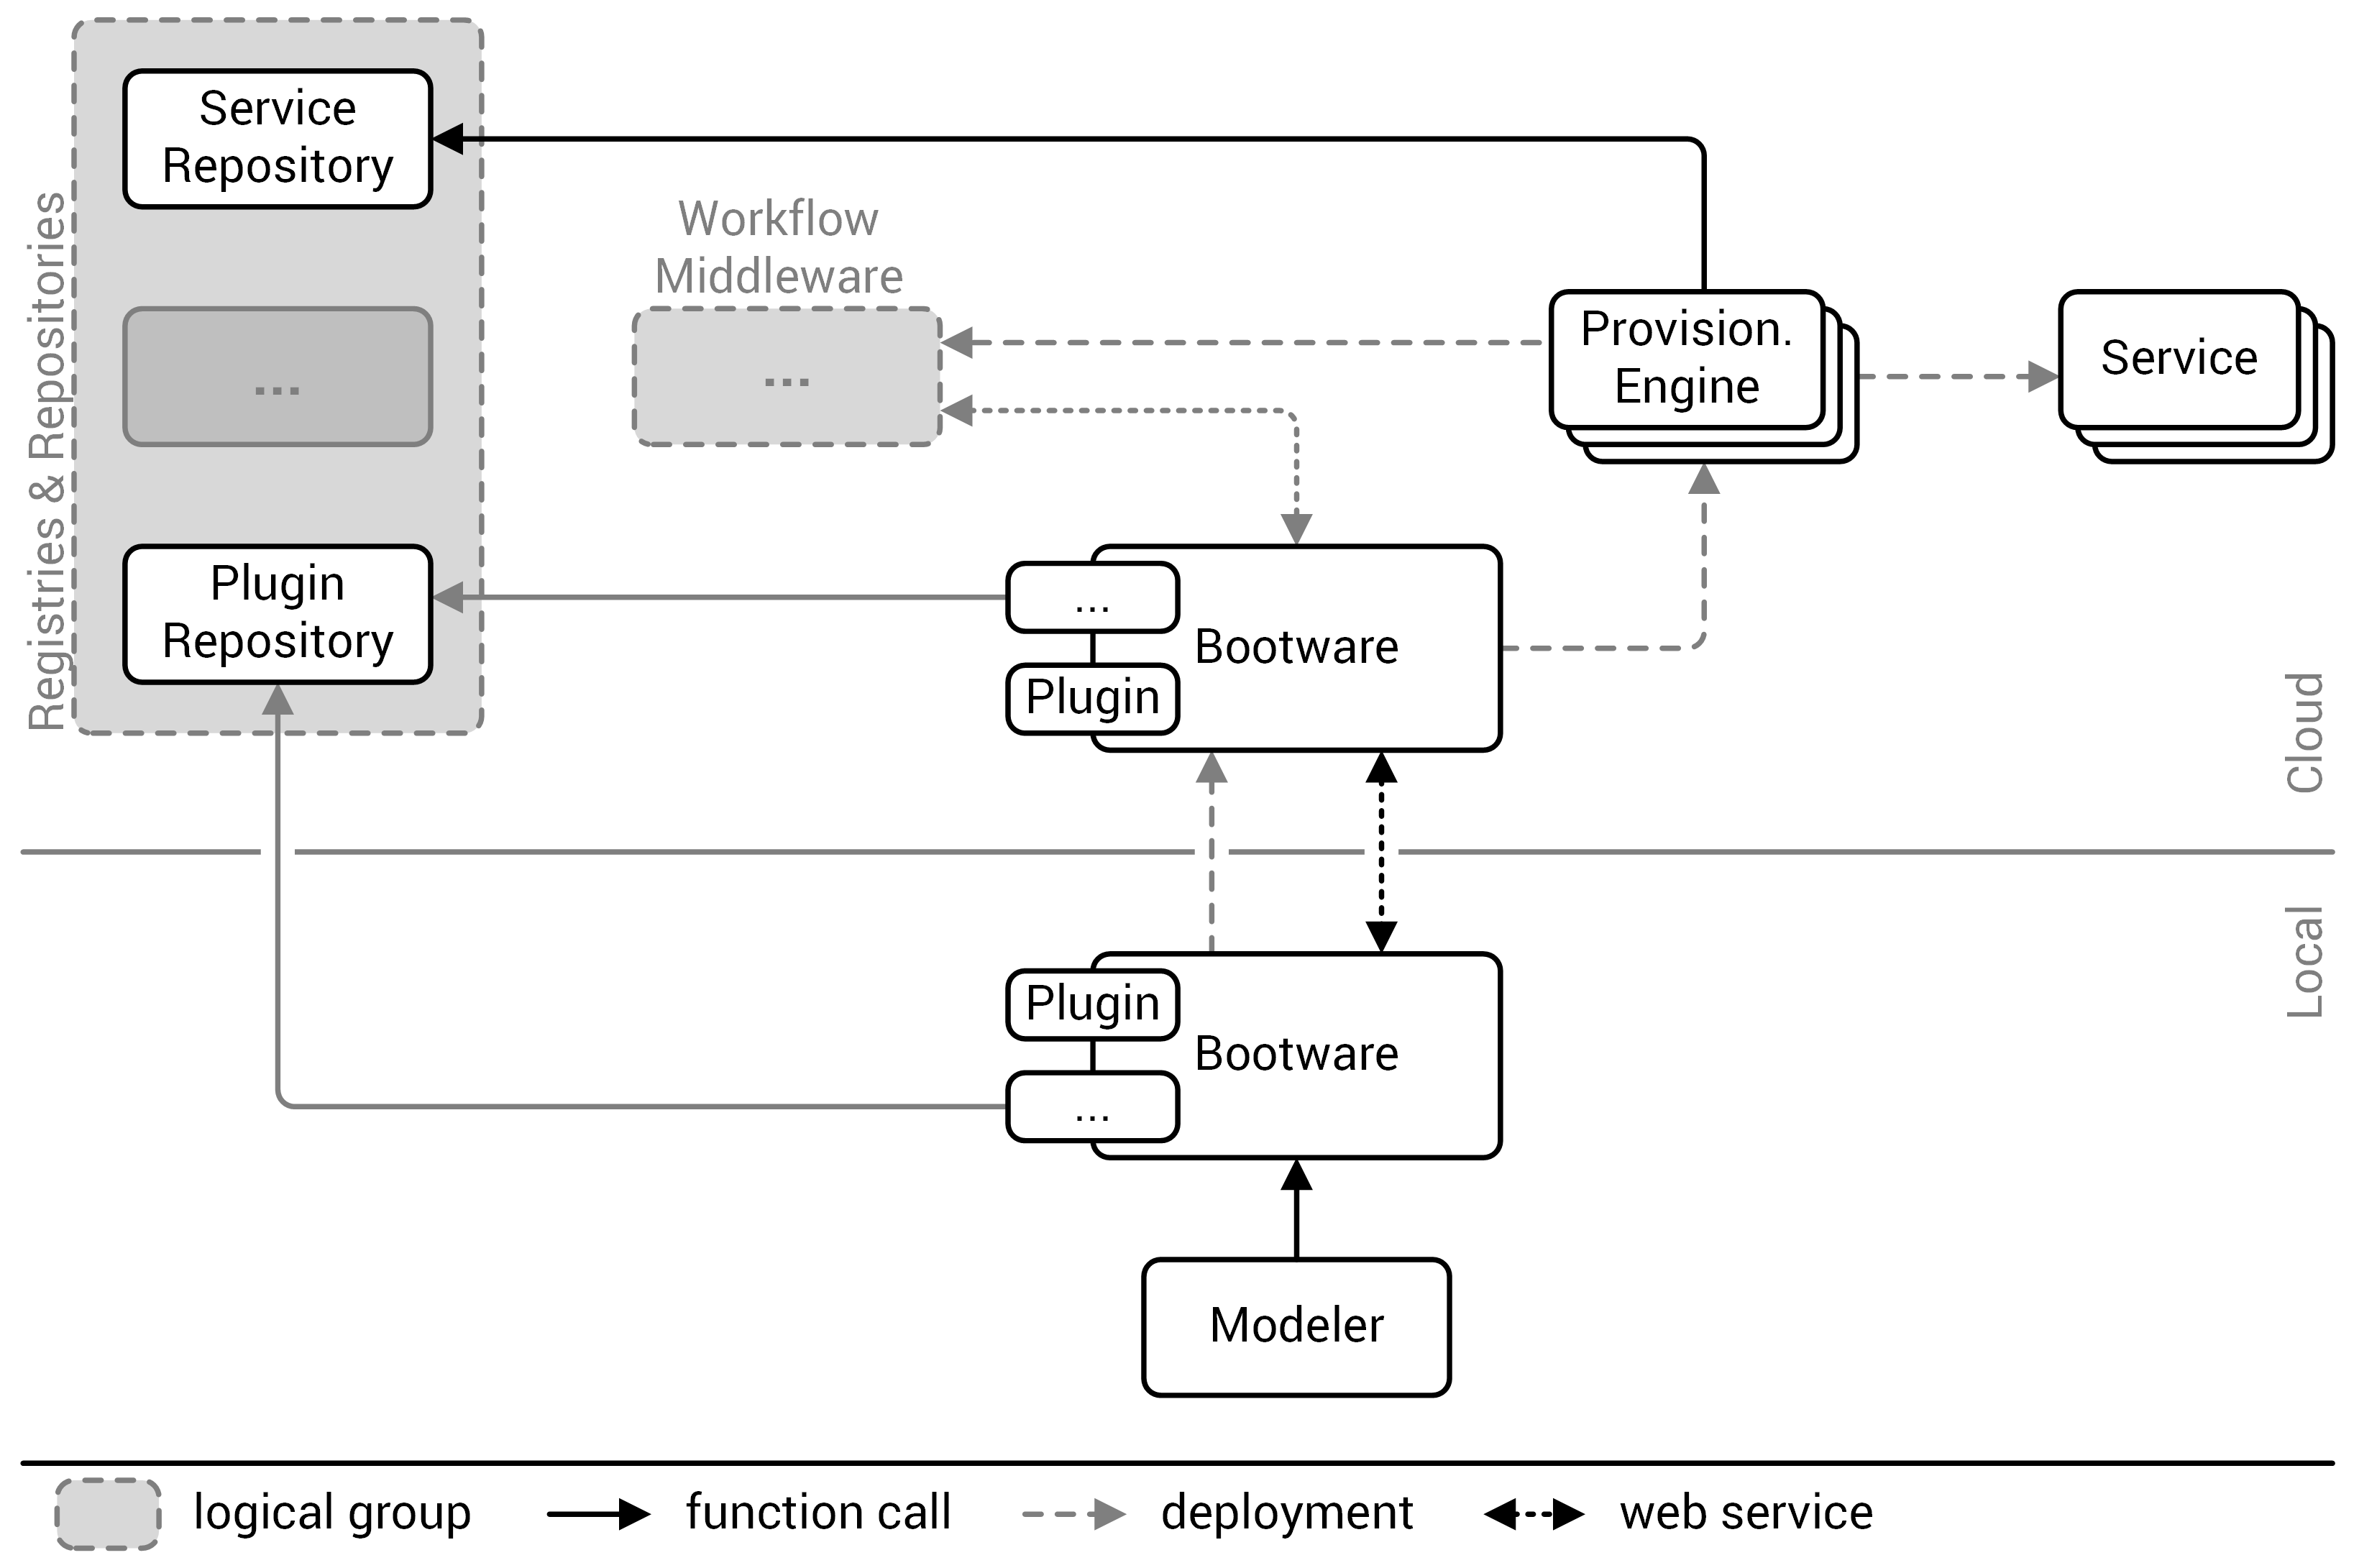 Service
Repository
Registries & Repositories
...
Plugin
Repository
Workflow
Middleware
...
Provision.
Engine
Service
...
Bootware
Plugin
Cloud
Local
Plugin
Bootware
...
Modeler
logical group
function call
deployment
web service